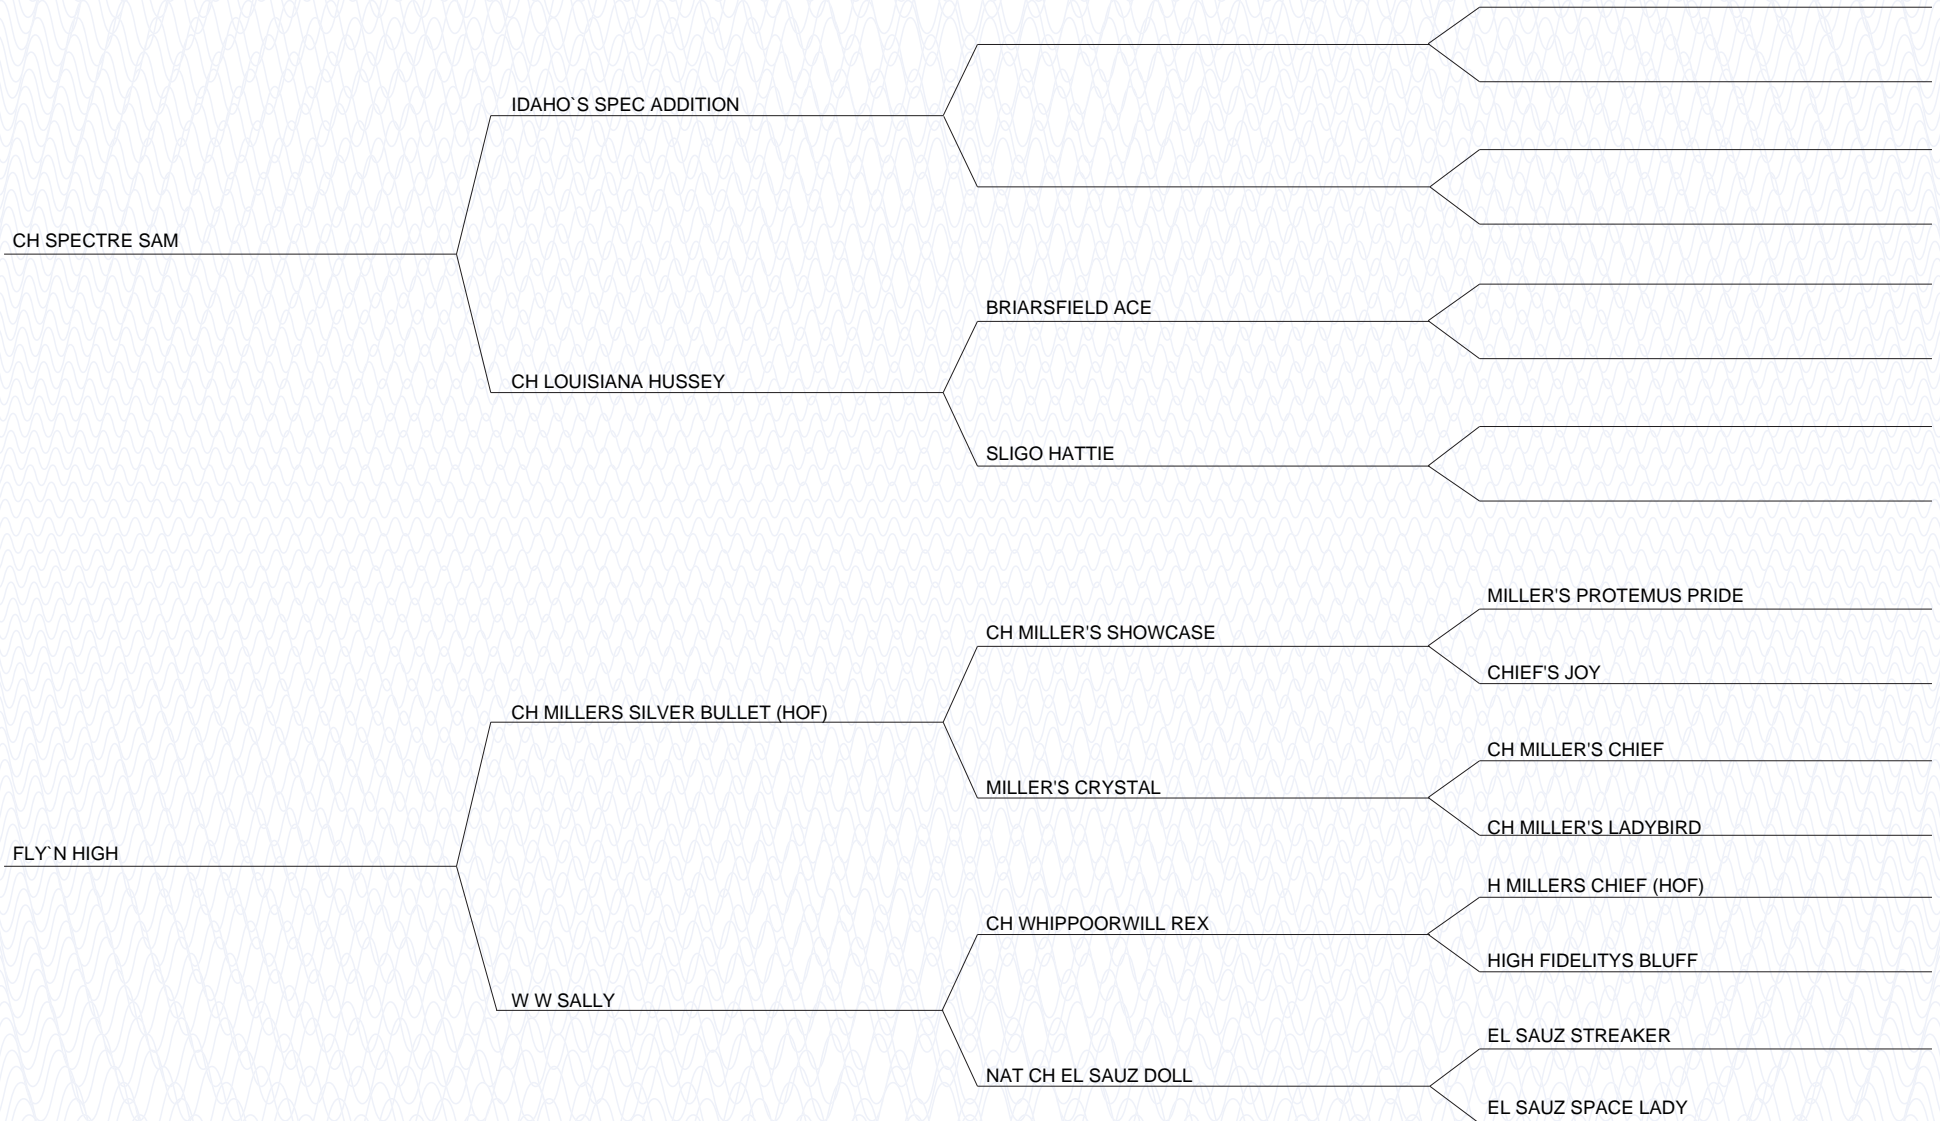 IDAHO`S SPEC ADDITION
CH SPECTRE SAM
BRIARSFIELD ACE
CH LOUISIANA HUSSEY
SLIGO HATTIE
MILLER'S PROTEMUS PRIDE
CH MILLER'S SHOWCASE
CHIEF'S JOY
CH MILLERS SILVER BULLET (HOF)
CH MILLER'S CHIEF
MILLER'S CRYSTAL
CH MILLER'S LADYBIRD
FLY`N HIGH
H MILLERS CHIEF (HOF)
CH WHIPPOORWILL REX
HIGH FIDELITYS BLUFF
W W SALLY
EL SAUZ STREAKER
NAT CH EL SAUZ DOLL
EL SAUZ SPACE LADY